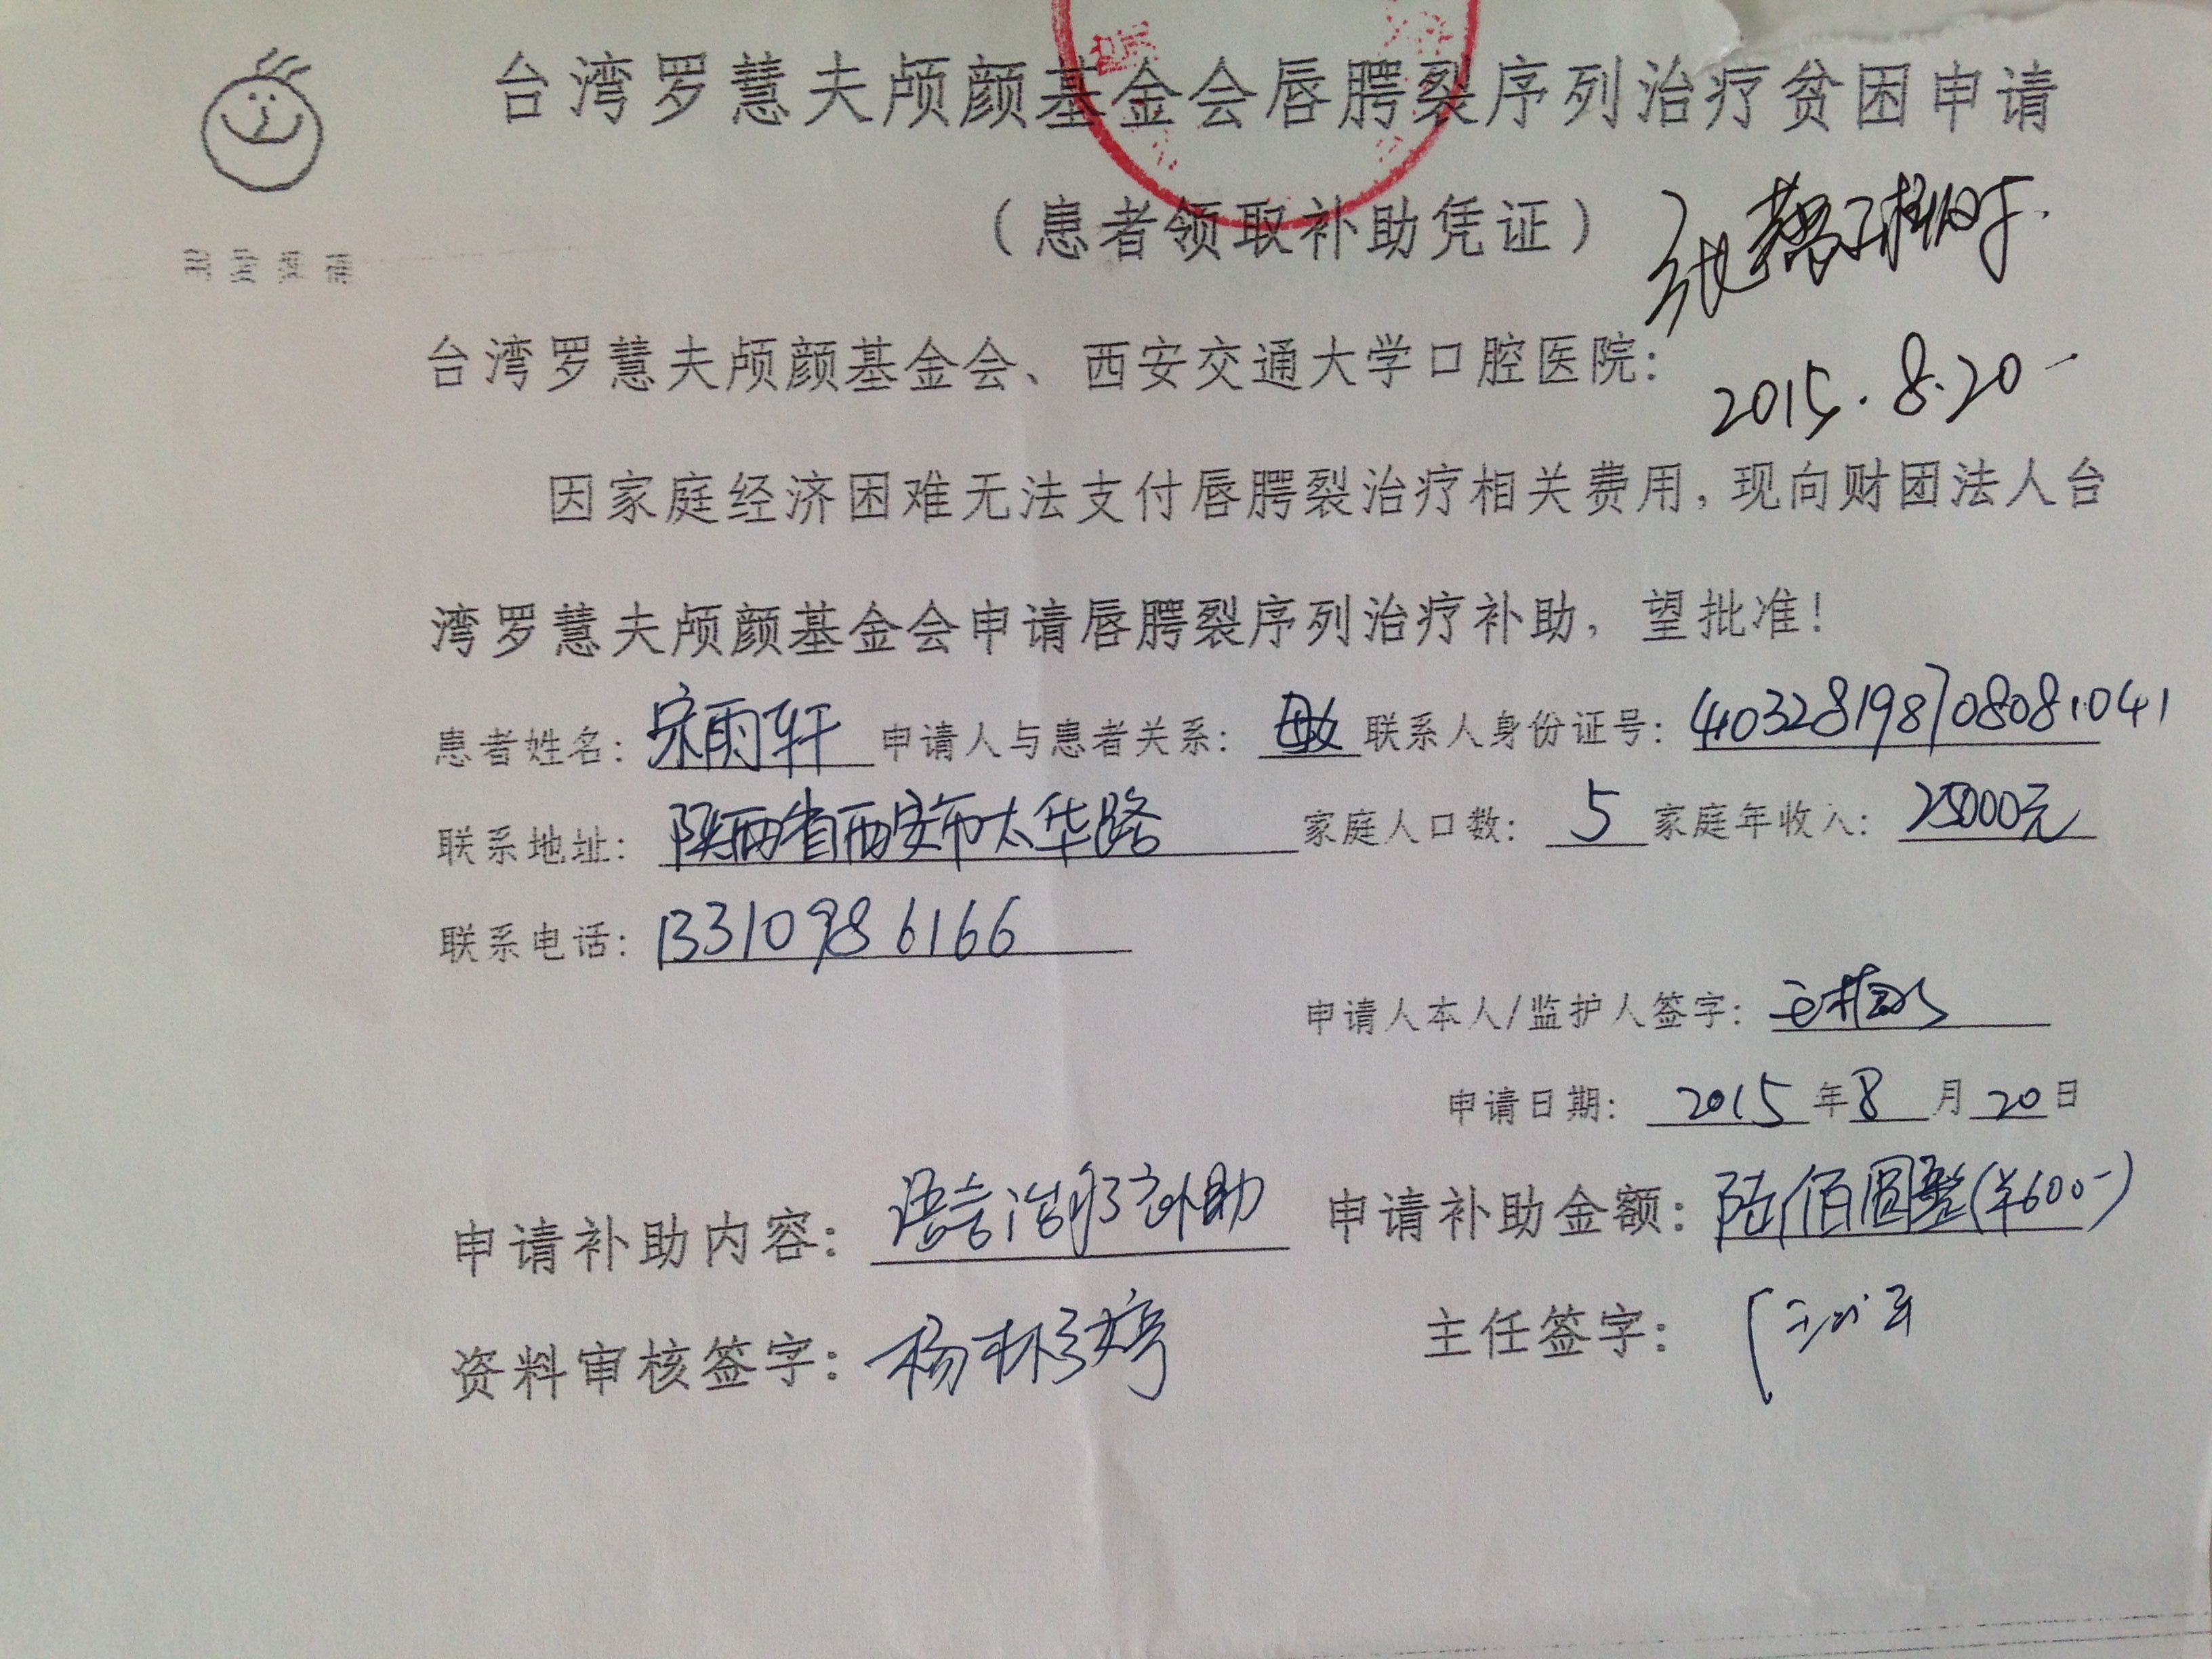 台湾罗慧夫颅颜基金会唇腭裂序列治疗贫困申请
（患者领取补助凭证）
台湾罗慧夫颅颜基金会、西安交通大学口腔医院：
2015.8.20
因家庭经济困难无法支付唇腭裂治疗相关费用，现向财团法人台
湾罗慧夫颅颜基金会申请唇腭裂序列治疗补助，望批准！
患者姓名：宋雨轩 申请人与患者关系： 联系人身份证号：410328198708081041
联系地址：陕西省西安市太华路 家庭人口数：5 家庭年收入：25000元
联系电话：13310986166
申请人本人/监护人签字：
申请日期：2015年8月20日
申请补助内容：语言治疗补助 申请补助金额：陆佰圆整（¥600-）
资料审核签字：杨 主任签字：